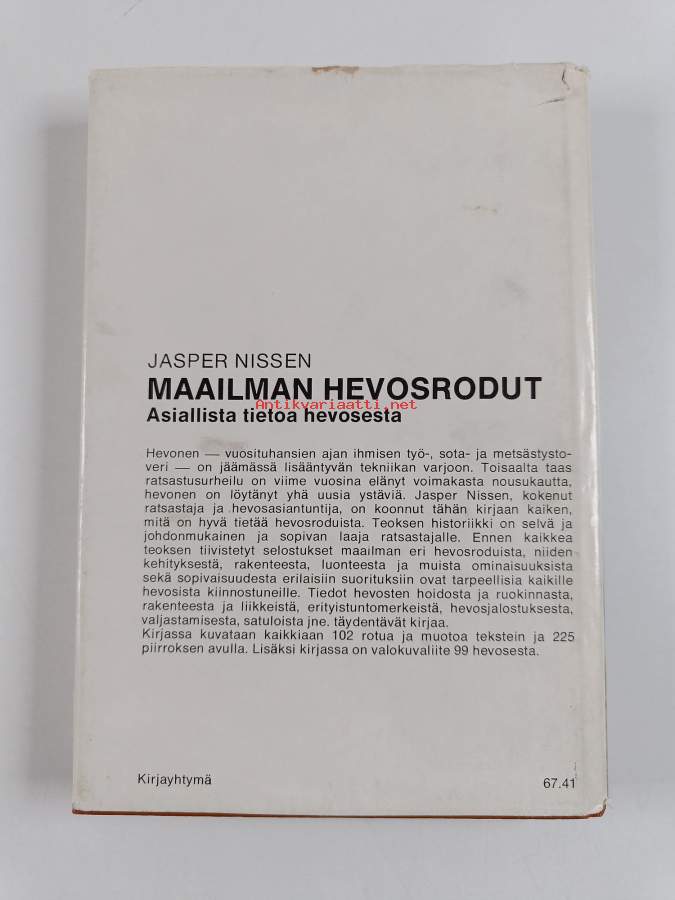 JASPER NISSEN
MAAILMAN HEVOSRODUT
Antikvariaatti.net
Asiallista tietoa hevosesta
Hevonen — vuosituhansien ajan ihmisen työ-, sota- ja metsästysto-
veri — on jäämässä lisääntyvän tekniikan varjoon. Toisaalta taas
ratsastusurheilu on viime vuosina elänyt voimakasta nousukautta,
hevonen on löytänyt yhä uusia ystäviä. Jasper Nissen, kokenut
ratsastaja ja hevosasiantuntija, on koonnut tähän kirjaan kaiken,
mitä on hyvä tietää hevosroduista. Teoksen historiikki on selvä ja
johdonmukainen ja sopivan laaja ratsastajalle. Ennen kaikkea
teoksen tiivistetyt selostukset maailman eri hevosroduista, niiden
kehityksestä, rakenteesta, luonteesta ja muista ominaisuuksista
sekä sopivaisuudesta erilaisiin suorituksiin ovat tarpeellisia kaikille
hevosista kiinnostuneille. Tiedot hevosten hoidosta ja ruokinnasta,
rakenteesta ja liikkeistä, erityistuntomerkeistä, hevosjalostuksesta,
valjastamisesta, satuloista jne. täydentävät kirjaa.
Kirjassa kuvataan kaikkiaan 102 rotua ja muotoa tekstein ja 225
piirroksen avulla. Lisäksi kirjassa on valokuvaliite 99 hevosesta.
Kirjayhtymä
67.41